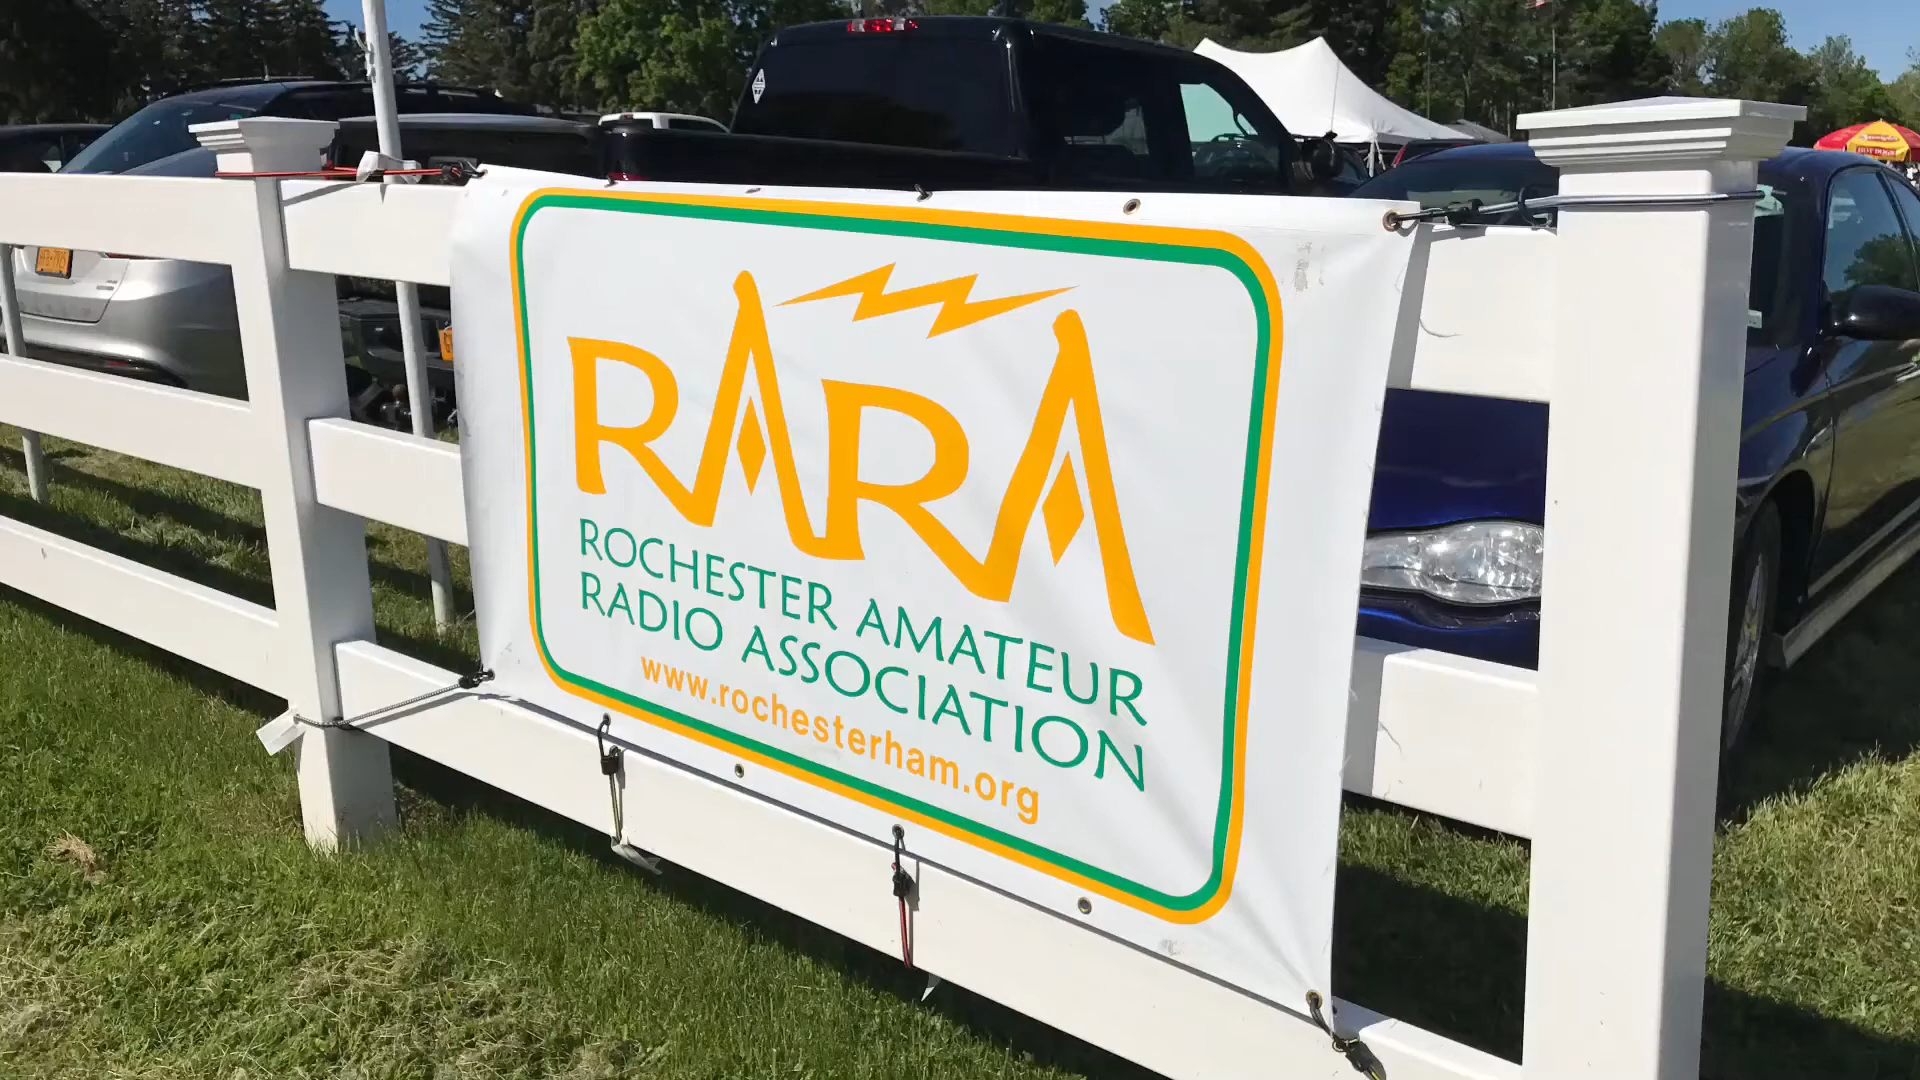 RARA
ROCHESTER AMATEUR
RADIO ASSOCIATION
www.rochesterham.org